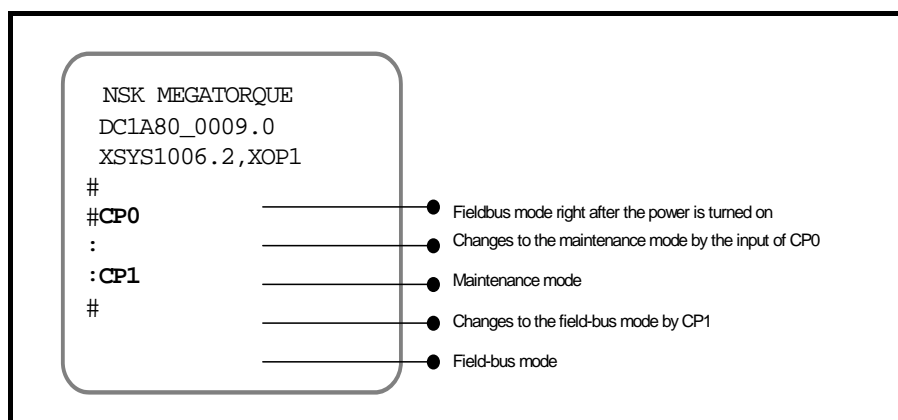 NSK MEGATORQUE
DC1A80_0009.0
XSYS1006.2,XOP1
#
#CP0
:
:CP1
#
Fieldbus mode right after the power is turned on
Changes to the maintenance mode by the input of CP0
Maintenance mode
Changes to the field-bus mode by CP1
Field-bus mode